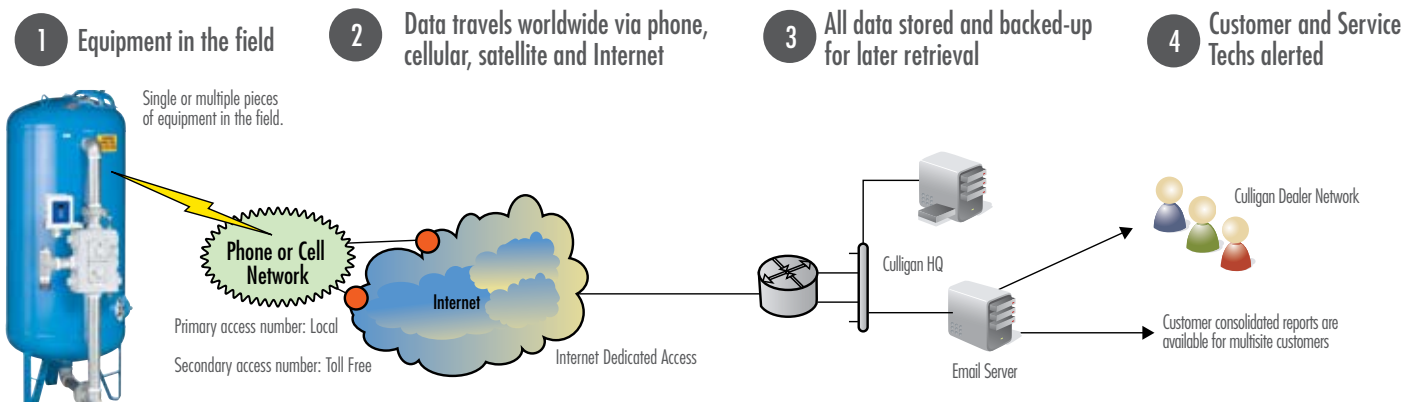 1 Equipment in the field
Single or multiple pieces
of equipment in the field.
2 Data travels worldwide via phone,
cellular, satellite and Internet
Phone or Cell
Network
Primary access number: Local
Secondary access number: Toll Free
Internet
Internet Dedicated Access
3 All data stored and backed-up
for later retrieval
Culligan HQ
Email Server
4 Customer and Service
Techs alerted
Culligan Dealer Network
Customer consolidated reports are
available for multisite customers